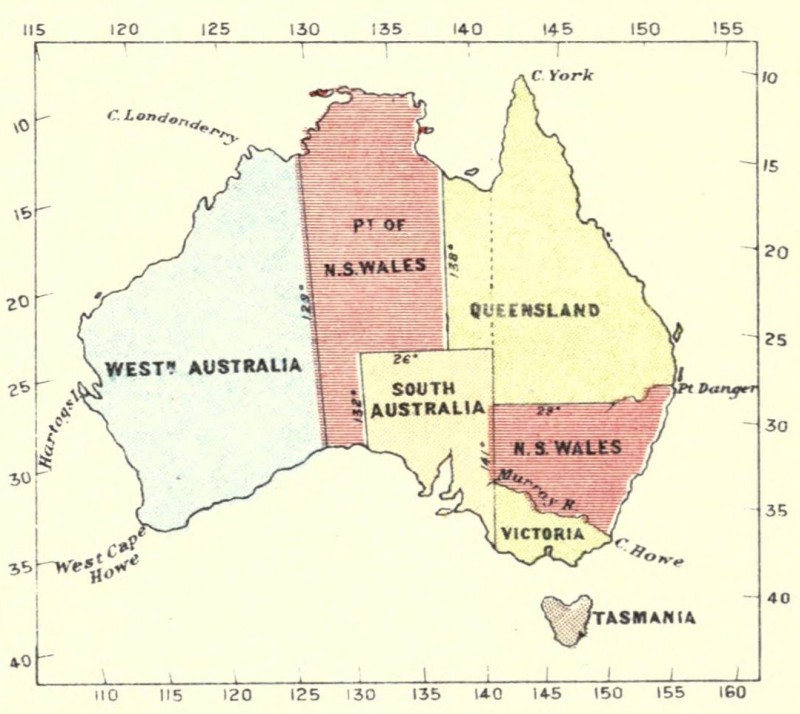 115 120 125 130 135 140 145 150 155
10
15
20
25
30
35
40
10
15
20
25
30
35
40
C. York
C. Londonderry
PT OF
N.S.WALES
138°
129°
QUEENSLAND
WESTN AUSTRALIA
26°
SOUTH
AUSTRALIA
132°
Hartogs I.
Pt Danger
29°
N.S.WALES
141°
Murray R.
VICTORIA
C. Howe
West Cape
Howe
TASMANIA
110 115 120 125 130 135 140 145 150 155 160